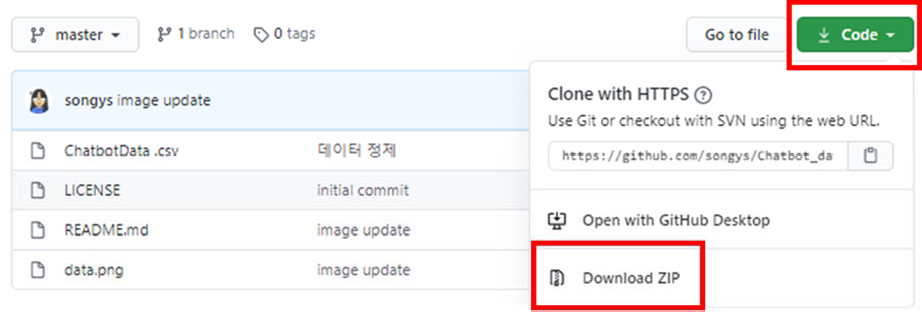 master
1 branch
0 tags
Go to file
Code
songys image update
ChatbotData .csv
데이터 정제
LICENSE
initial commit
README.md
image update
data.png
image update
Clone with HTTPS
Use Git or checkout with SVN using the web URL.
https://github.com/songys/Chatbot_da
Open with GitHub Desktop
Download ZIP